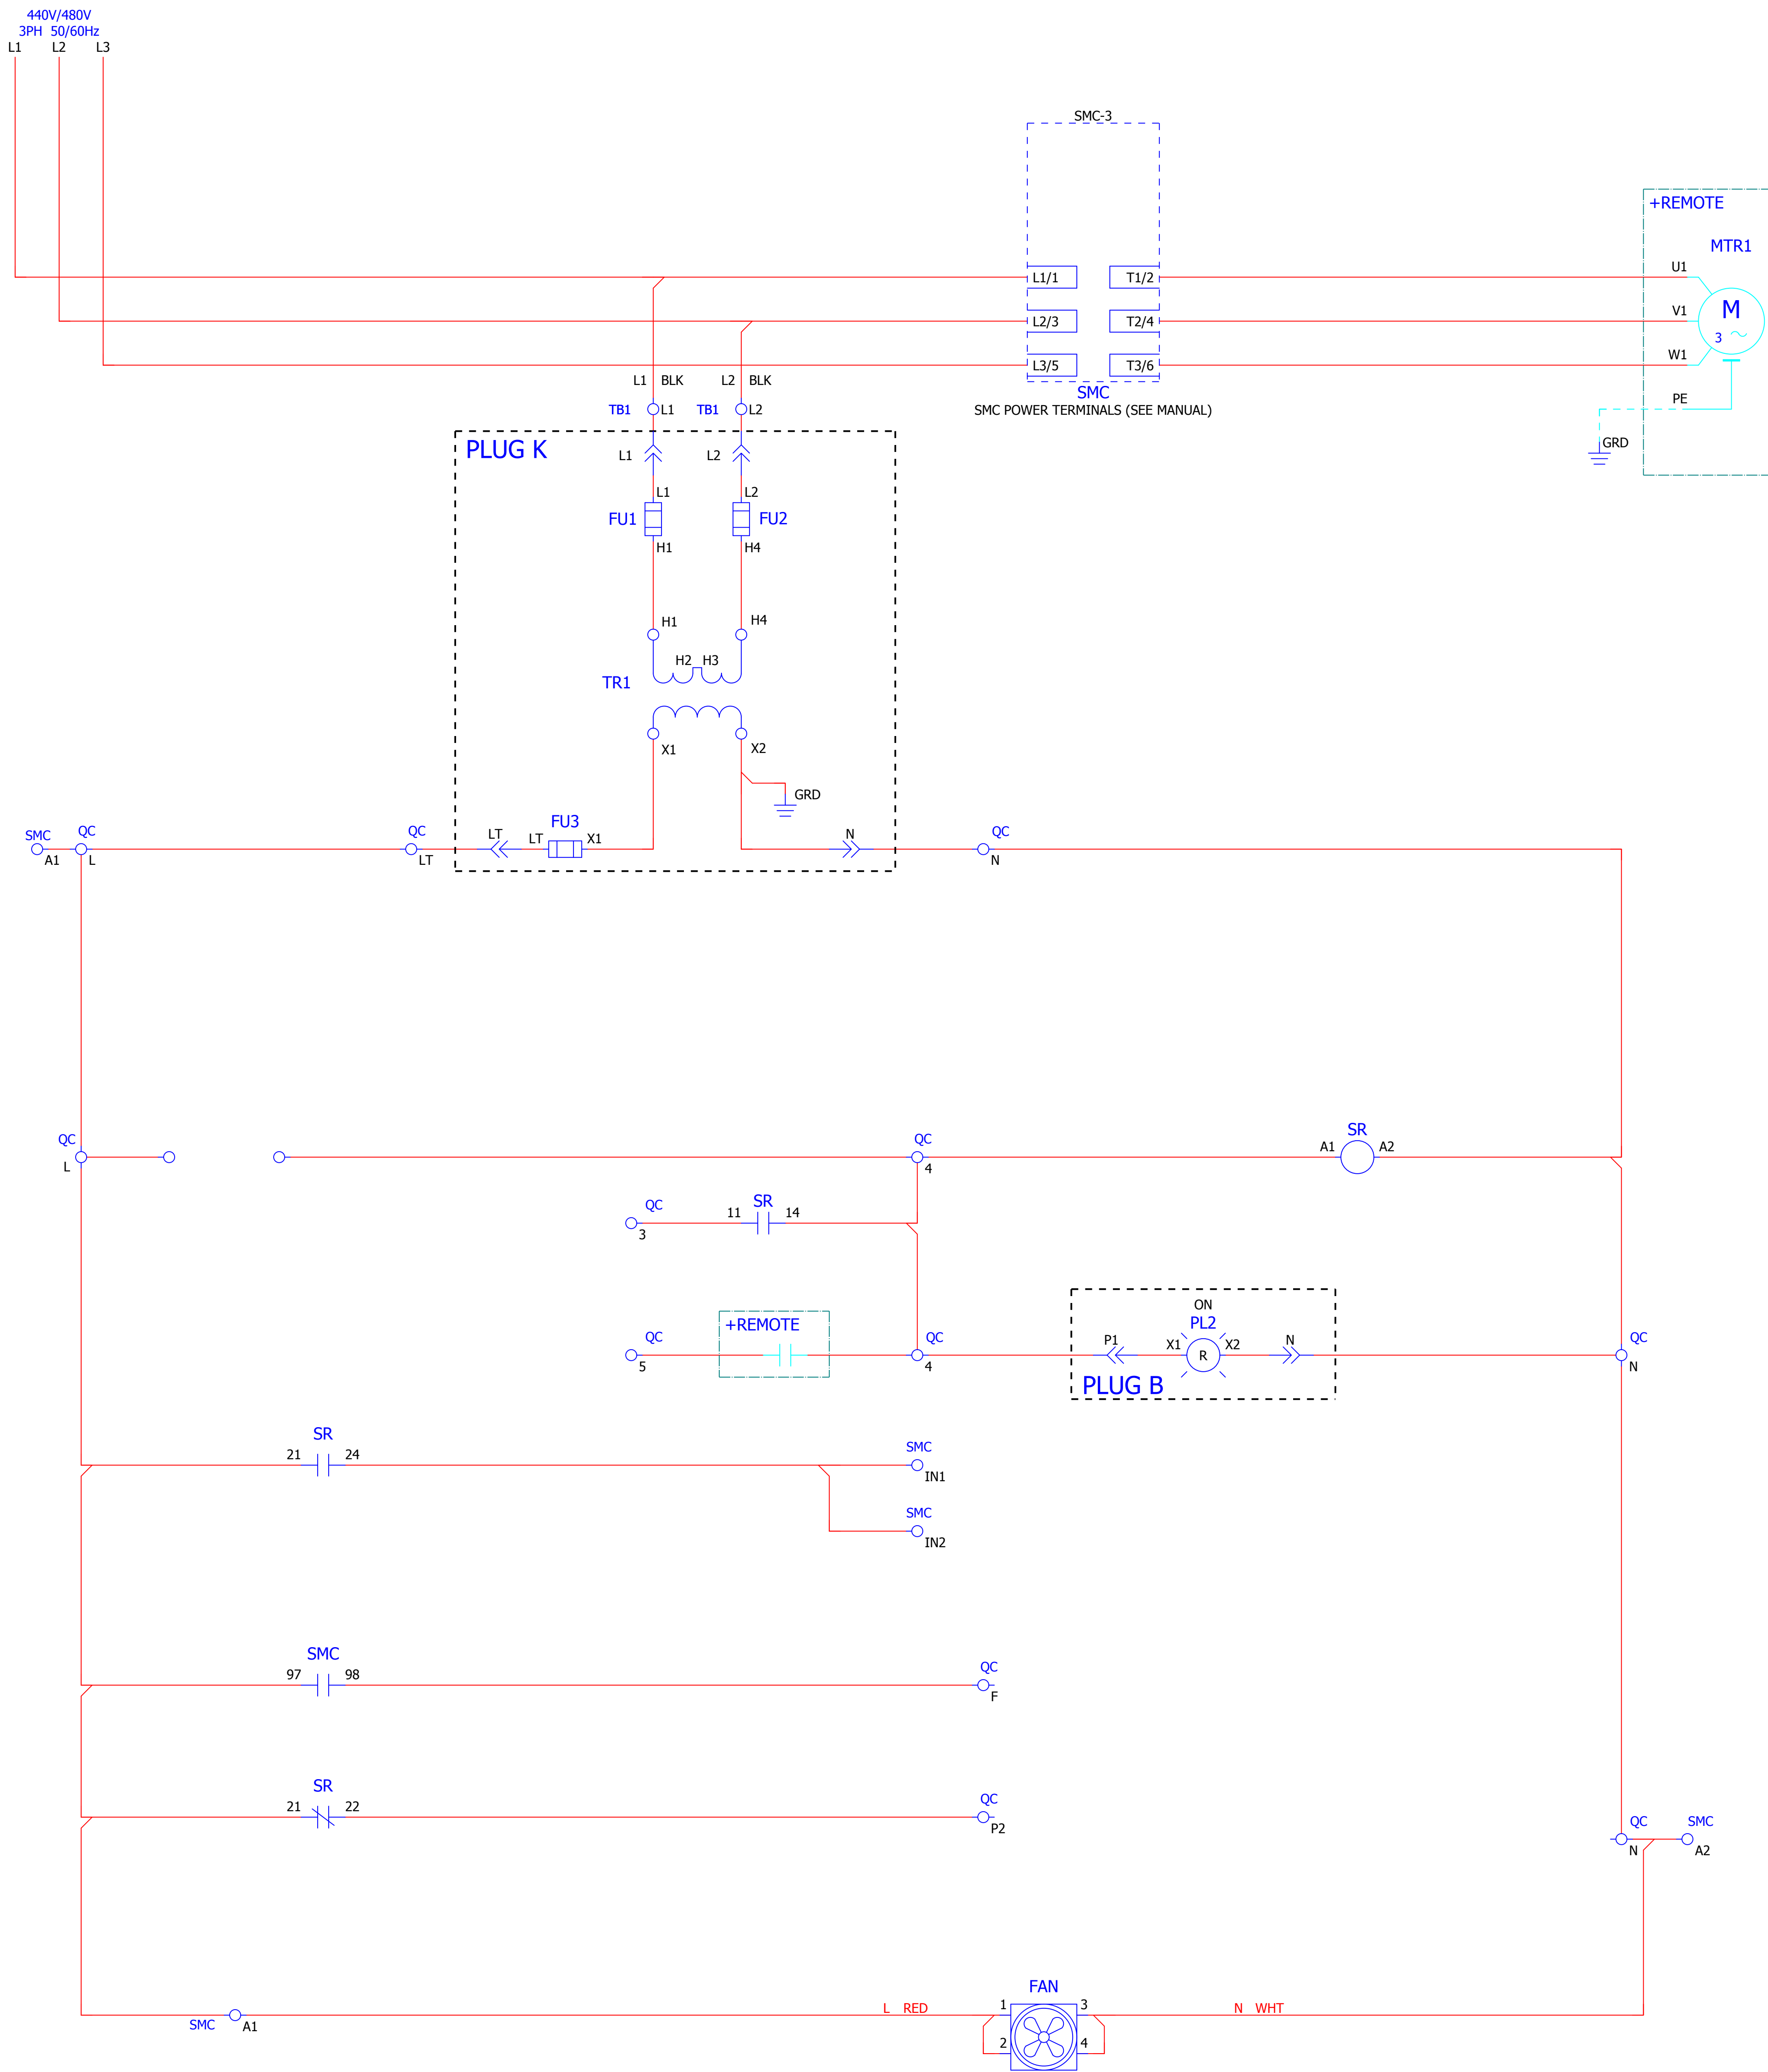 440V/480V
3PH 50/60Hz
L1 L2 L3
SMC-3
+REMOTE
MTR1
L1/1 T1/2 U1
L2/3 T2/4 V1
M
3
L3/5 T3/6 W1
L1 BLK L2 BLK
SMC
PE
TB1 L1 TB1 L2
SMC POWER TERMINALS (SEE MANUAL)
GRD
PLUG K
L1 L2
L1 L2
FU1 FU2
H1 H4
H1 H4
H2 H3
TR1
X1 X2
GRD
FU3
SMC QC QC LT LT X1 N QC
A1 L LT N
QC QC SR
A1 A2
L 4
QC SR
11 14
3
ON
+REMOTE PL2
QC QC P1 X1 X2 N QC
R
5 4 N
PLUG B
SR
21 24 SMC
IN1
SMC
IN2
SMC
97 98 QC
F
SR
21 22 QC
P2
QC SMC
N A2
FAN
L RED 1 3 N WHT
SMC A1
2 4